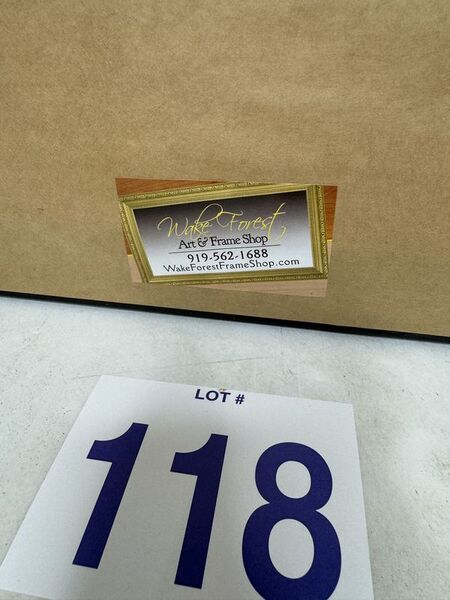 Wake Forest
Art & Frame Shop
919-562-1688
WakeForestFrameShop.com
LOT #
118